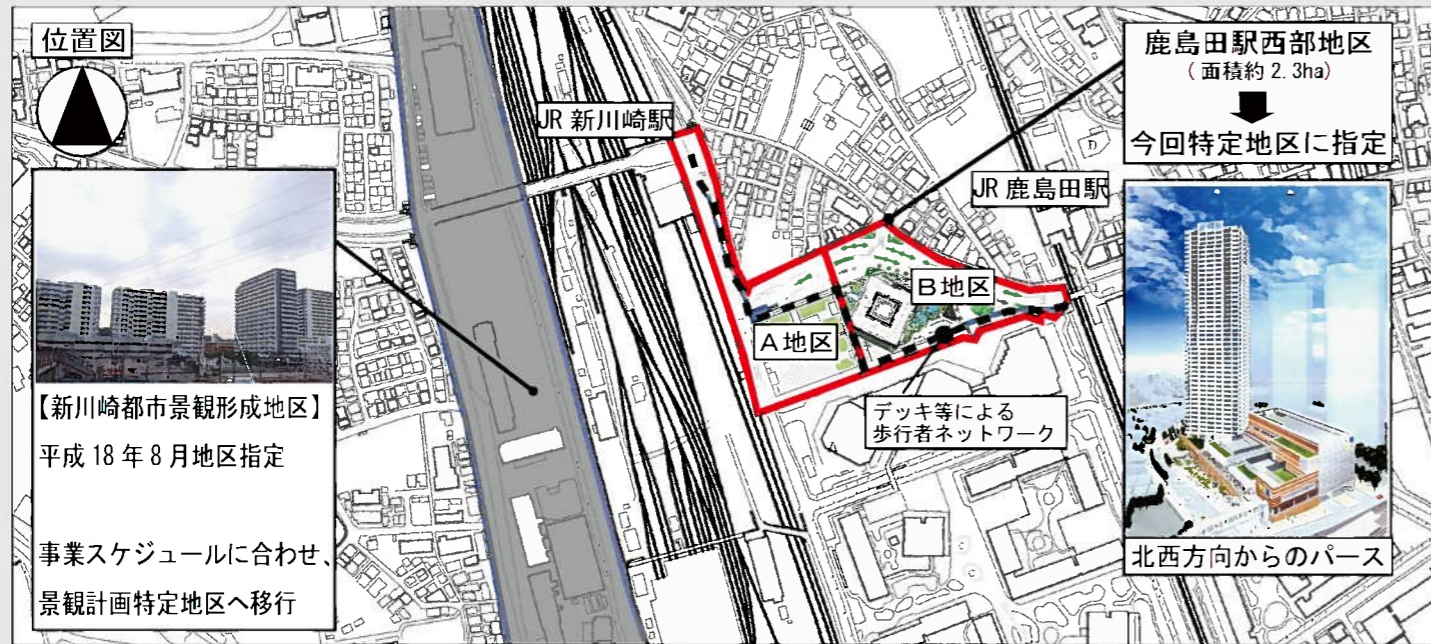 位置図
【新川崎都市景観形成地区】
平成18年8月地区指定
事業スケジュールに合わせ、
景観計画特定地区へ移行
JR 新川崎駅
A地区
B地区
デッキ等による
歩行者ネットワーク
JR 鹿島田駅
鹿島田駅西部地区
(面積約2.3ha)
今回特定地区に指定
北西方向からのパース